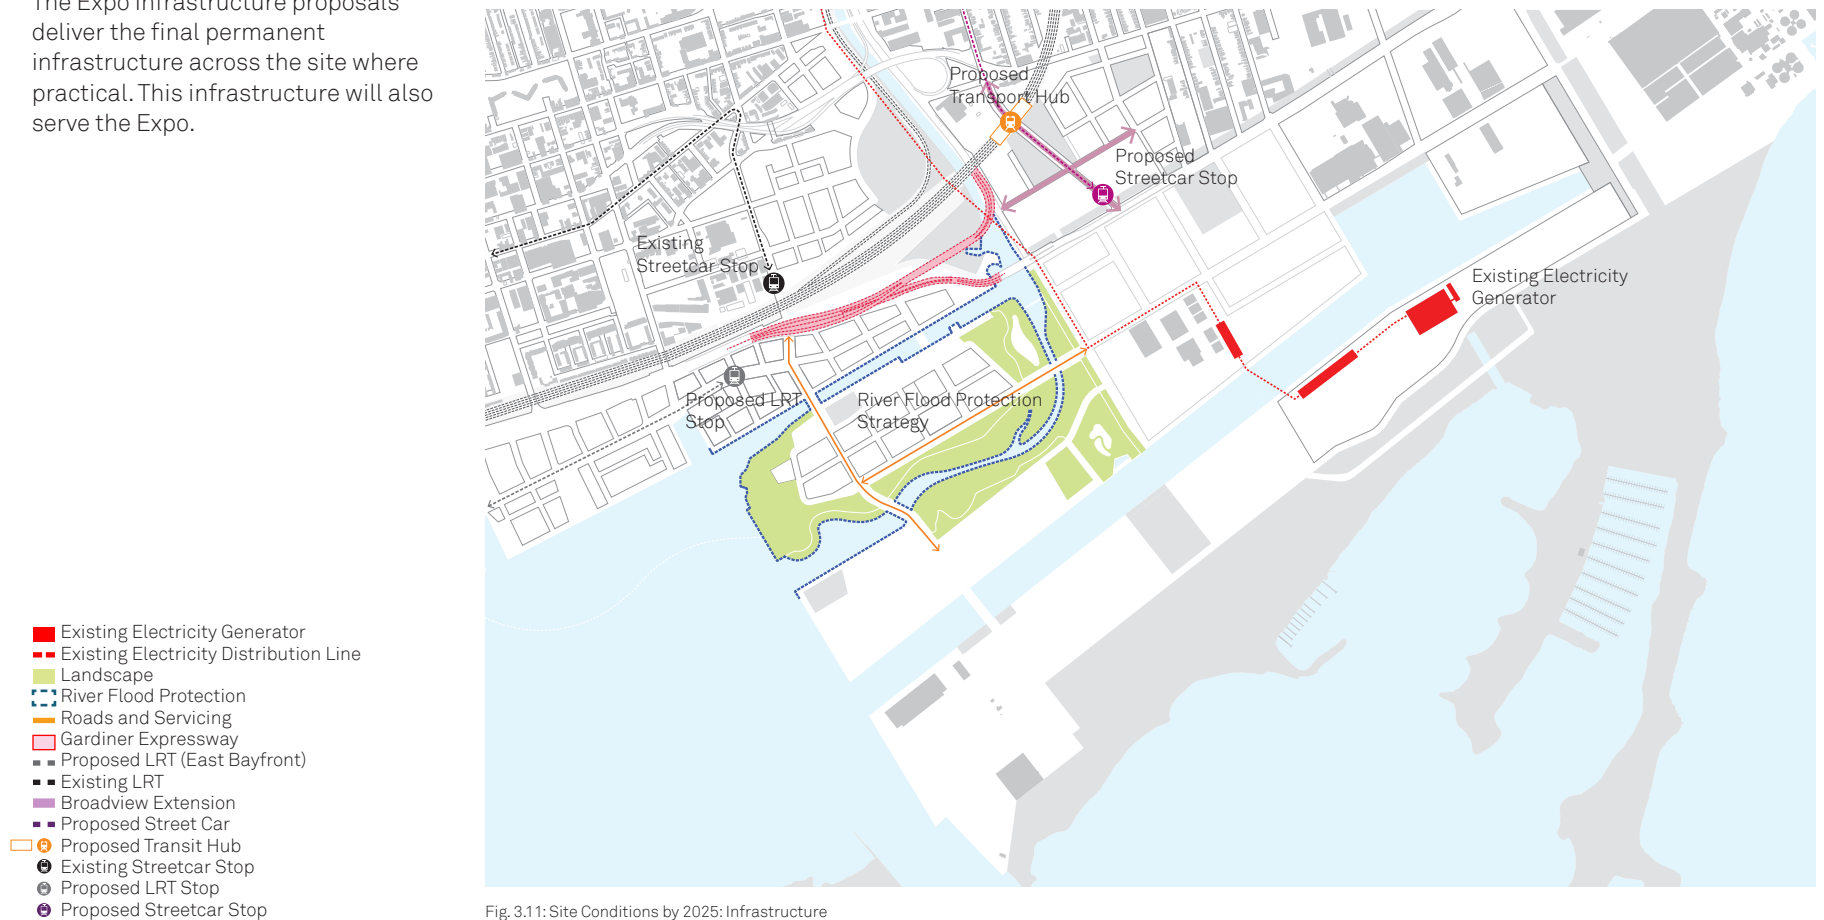 The Expo infrastructure proposals
deliver the final permanent
infrastructure across the site where
practical. This infrastructure will also
serve the Expo.
Proposed
Transport Hub
Proposed
Streetcar Stop
Existing
Streetcar Stop
Existing Electricity
Generator
Proposed LRT
Stop
River Flood Protection
Strategy
Existing Electricity Generator
Existing Electricity Distribution Line
Landscape
River Flood Protection
Roads and Servicing
Gardiner Expressway
Proposed LRT (East Bayfront)
Existing LRT
Broadview Extension
Proposed Street Car
Proposed Transit Hub
Existing Streetcar Stop
Proposed LRT Stop
Proposed Streetcar Stop
Fig. 3.11: Site Conditions by 2025: Infrastructure